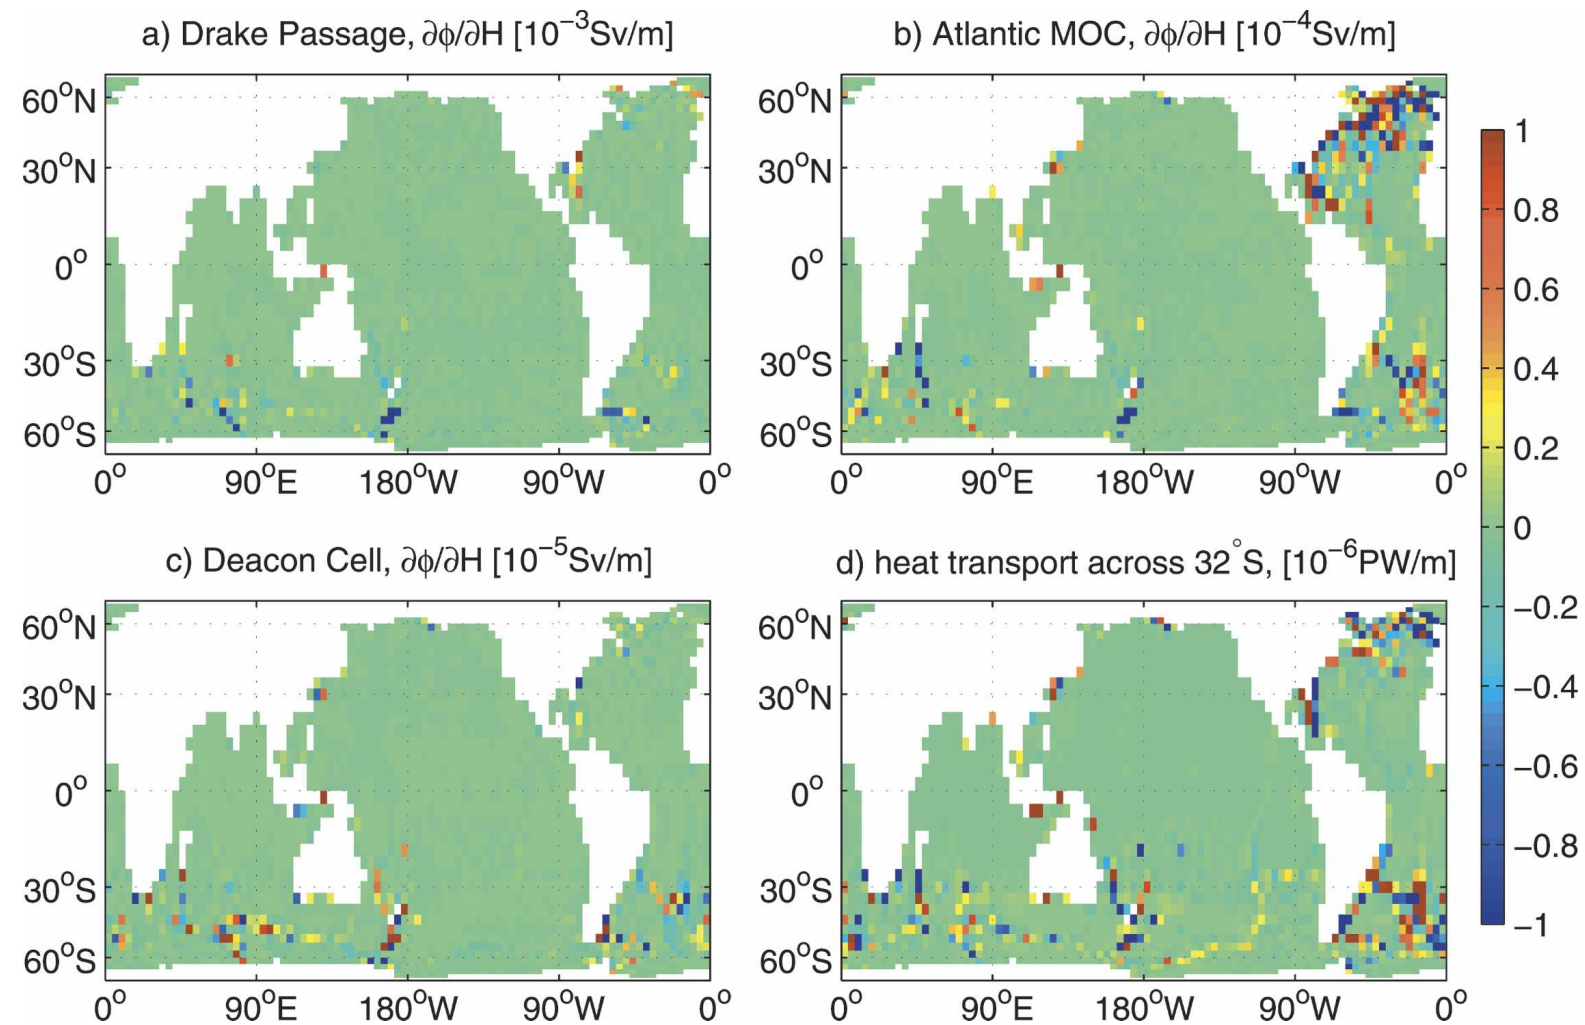 a) Drake Passage, ∂ϕ/∂H [10⁻³Sv/m]
b) Atlantic MOC, ∂ϕ/∂H [10⁻⁴Sv/m]
60°N
30°N
0°
30°S
60°S
0°
90°E
180°W
90°W
0°
60°N
30°N
0°
30°S
60°S
0°
90°E
180°W
90°W
0°
c) Deacon Cell, ∂ϕ/∂H [10⁻⁵Sv/m]
d) heat transport across 32°S, [10⁻⁶PW/m]
60°N
30°N
0°
30°S
60°S
0°
90°E
180°W
90°W
0°
60°N
30°N
0°
30°S
60°S
0°
90°E
180°W
90°W
0°
1
0.8
0.6
0.4
0.2
0
−0.2
−0.4
−0.6
−0.8
−1